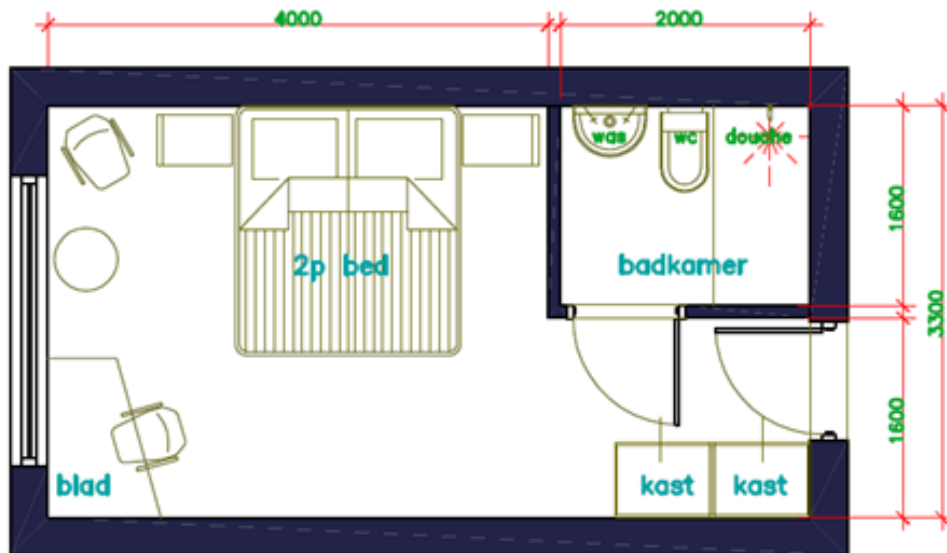 4000
2000
was
wc
douche
1600
2p bed
badkamer
3300
1600
blad
kast
kast